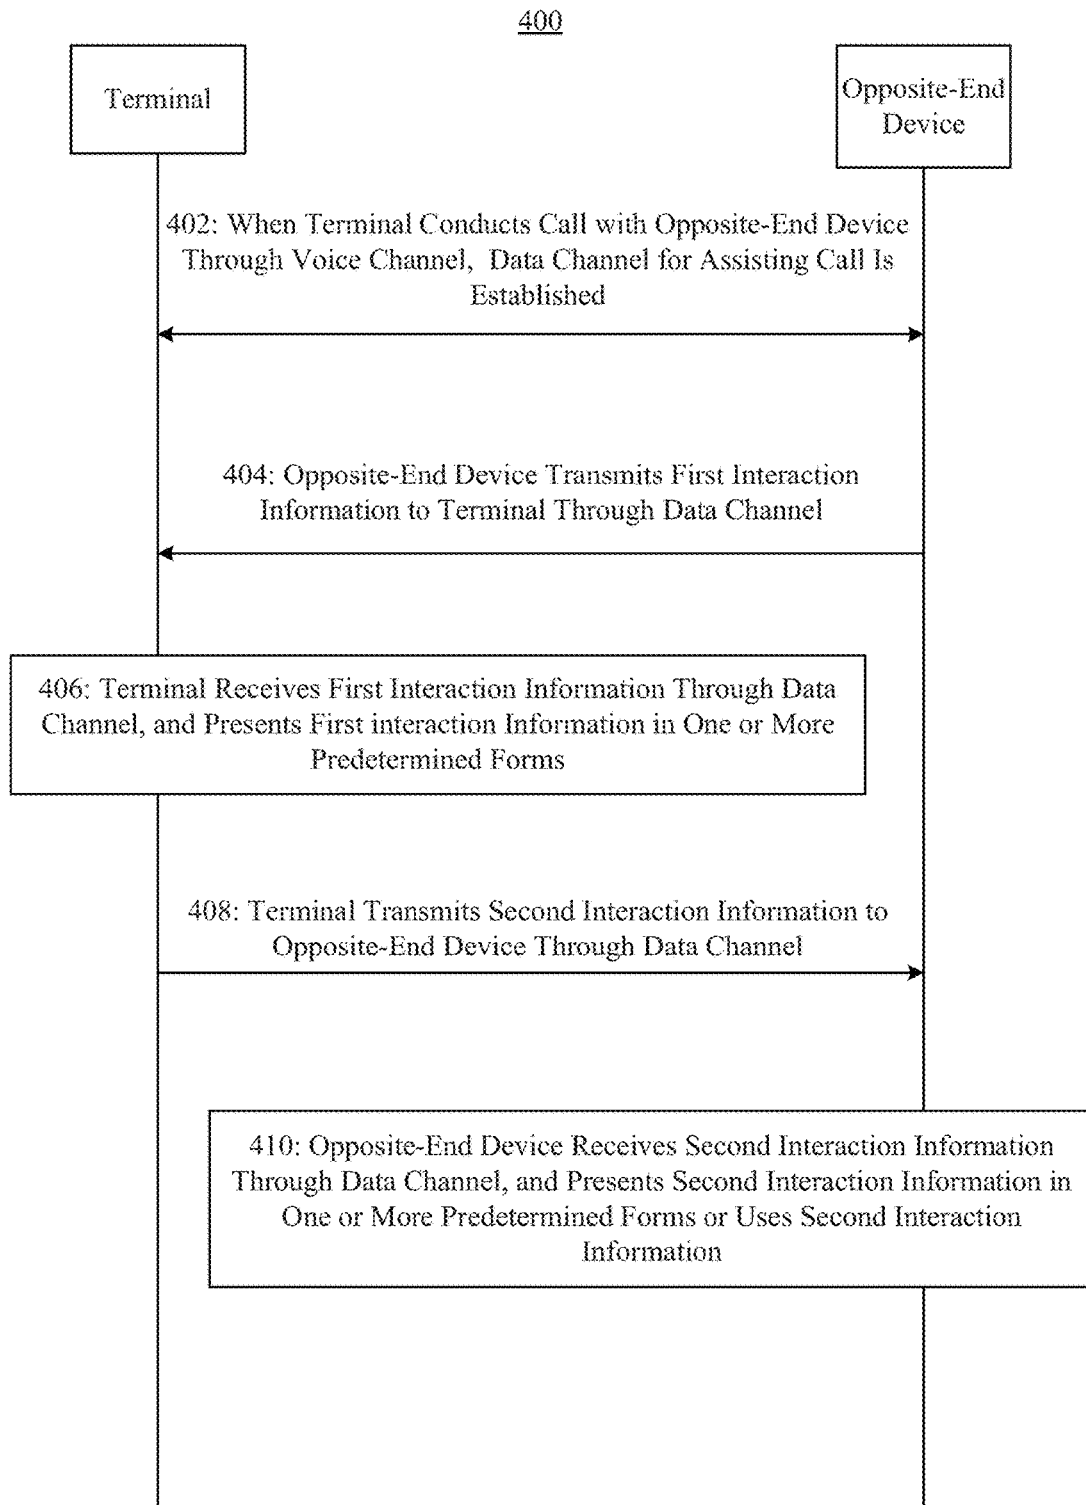 400
Terminal
Opposite-End
Device
402: When Terminal Conducts Call with Opposite-End Device
Through Voice Channel, Data Channel for Assisting Call Is
Established
404: Opposite-End Device Transmits First Interaction
Information to Terminal Through Data Channel
406: Terminal Receives First Interaction Information Through Data
Channel, and Presents First interaction Information in One or More
Predetermined Forms
408: Terminal Transmits Second Interaction Information to
Opposite-End Device Through Data Channel
410: Opposite-End Device Receives Second Interaction Information
Through Data Channel, and Presents Second Interaction Information in
One or More Predetermined Forms or Uses Second Interaction
Information